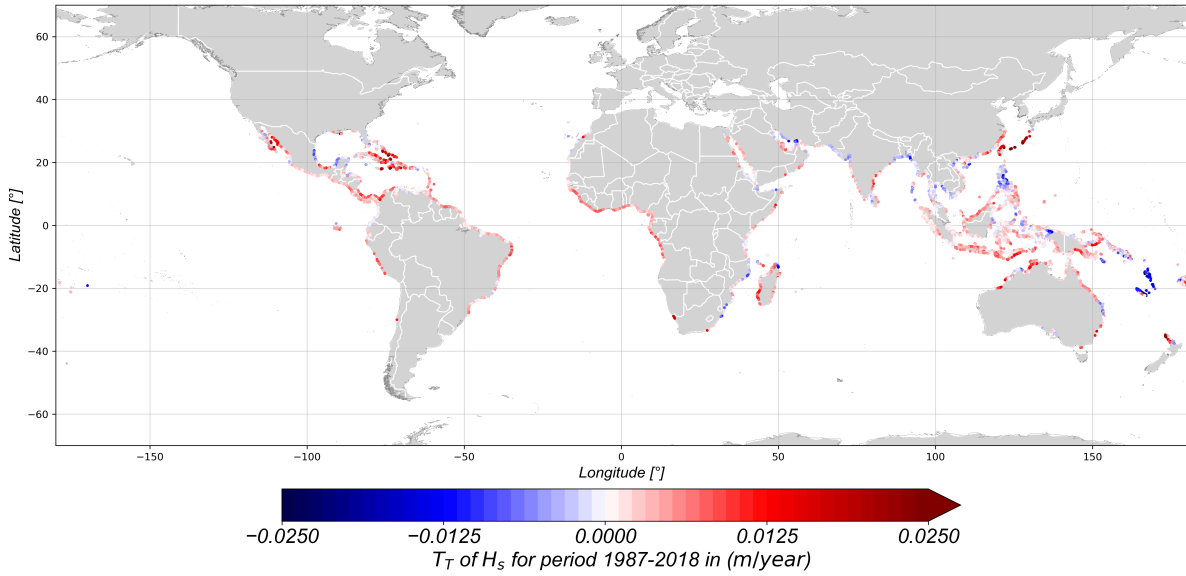 60
40
20
0
−20
−40
−60
Latitude [°]
−150 −100 −50 0 50 100 150
Longitude [°]
−0.0250 −0.0125 0.0000 0.0125 0.0250
T_T of H_s for period 1987-2018 in (m/year)